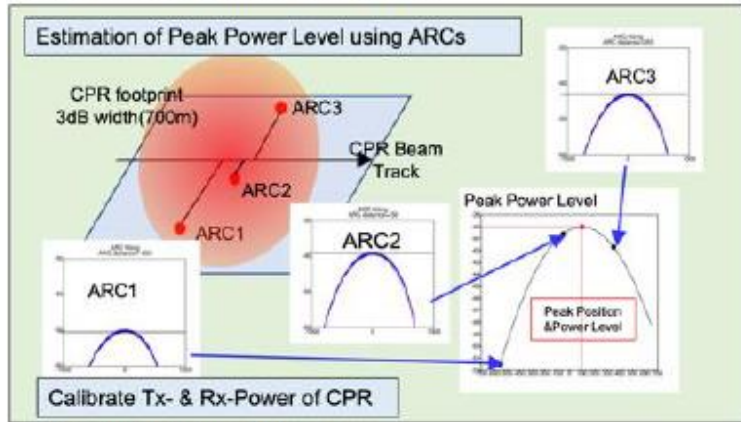 Estimation of Peak Power Level using ARCs
CPR footprint
3dB width(700m)
ARC3
CPR Beam
Track
ARC2
ARC1
ARC3
Peak Power Level
ARC2
ARC1
Peak Position
&Power Level
Calibrate Tx- & Rx-Power of CPR